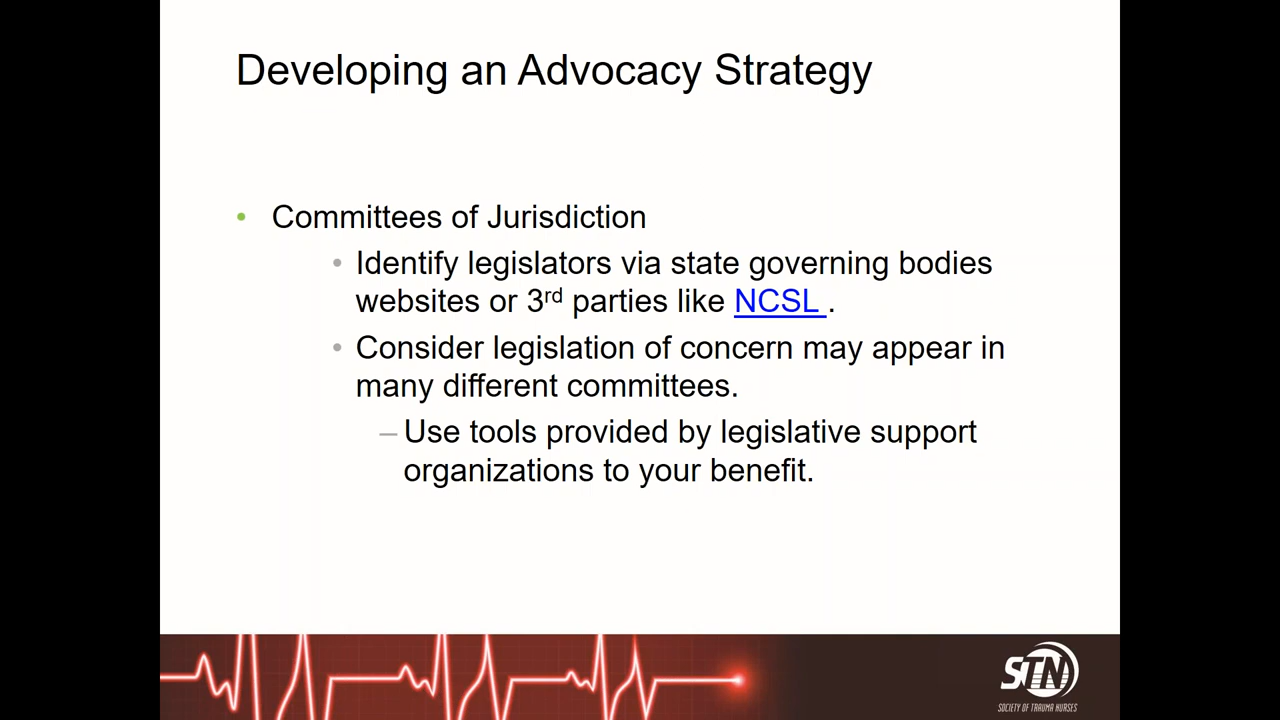 Developing an Advocacy Strategy
• Committees of Jurisdiction
• Identify legislators via state governing bodies
websites or 3rd parties like NCSL .
• Consider legislation of concern may appear in
many different committees.
– Use tools provided by legislative support
organizations to your benefit.
STN
SOCIETY OF TRAUMA NURSES